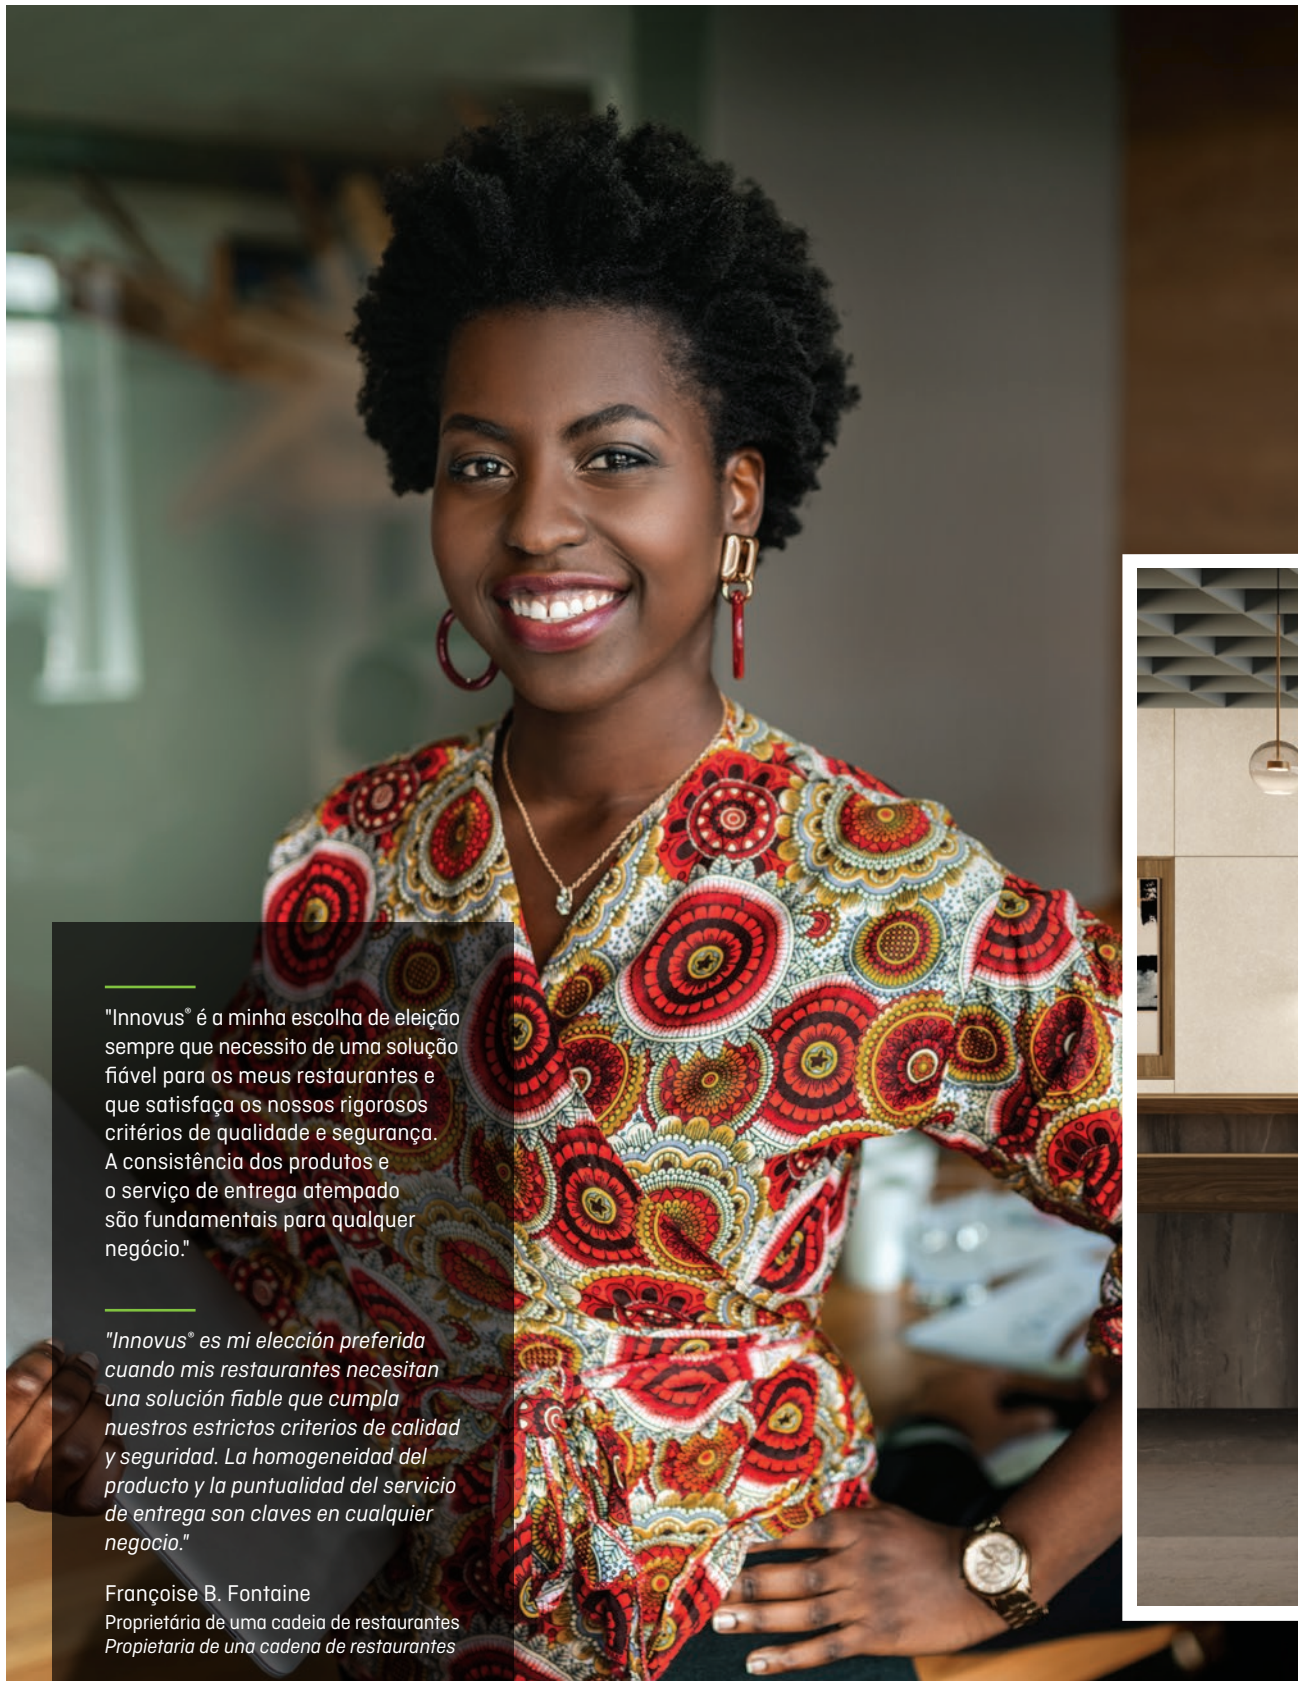 "Innovus® é a minha escolha de eleição
sempre que necessito de uma solução
fiável para os meus restaurantes e
que satisfaça os nossos rigorosos
critérios de qualidade e segurança.
A consistência dos produtos e
o serviço de entrega atempado
são fundamentais para qualquer
negócio."
"Innovus® es mi elección preferida
cuando mis restaurantes necesitan
una solución fiable que cumpla
nuestros estrictos criterios de calidad
y seguridad. La homogeneidad del
producto y la puntualidad del servicio
de entrega son claves en cualquier
negocio."
Françoise B. Fontaine
Proprietária de uma cadeia de restaurantes
Propietaria de una cadena de restaurantes